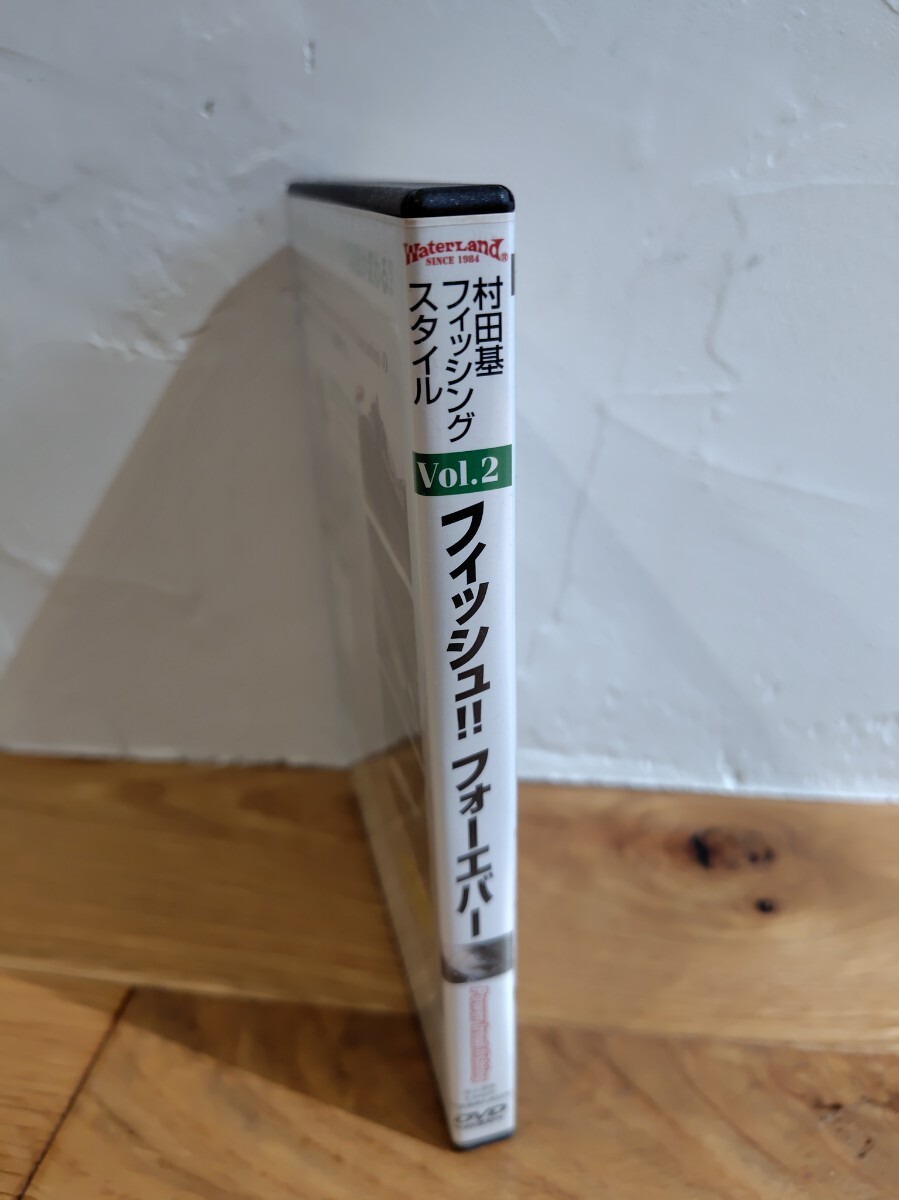 WaterLand®
SINCE 1984
村田基
フィッシング
スタイル
Vol.2
フィッシュ!! フォーエバー
DVD